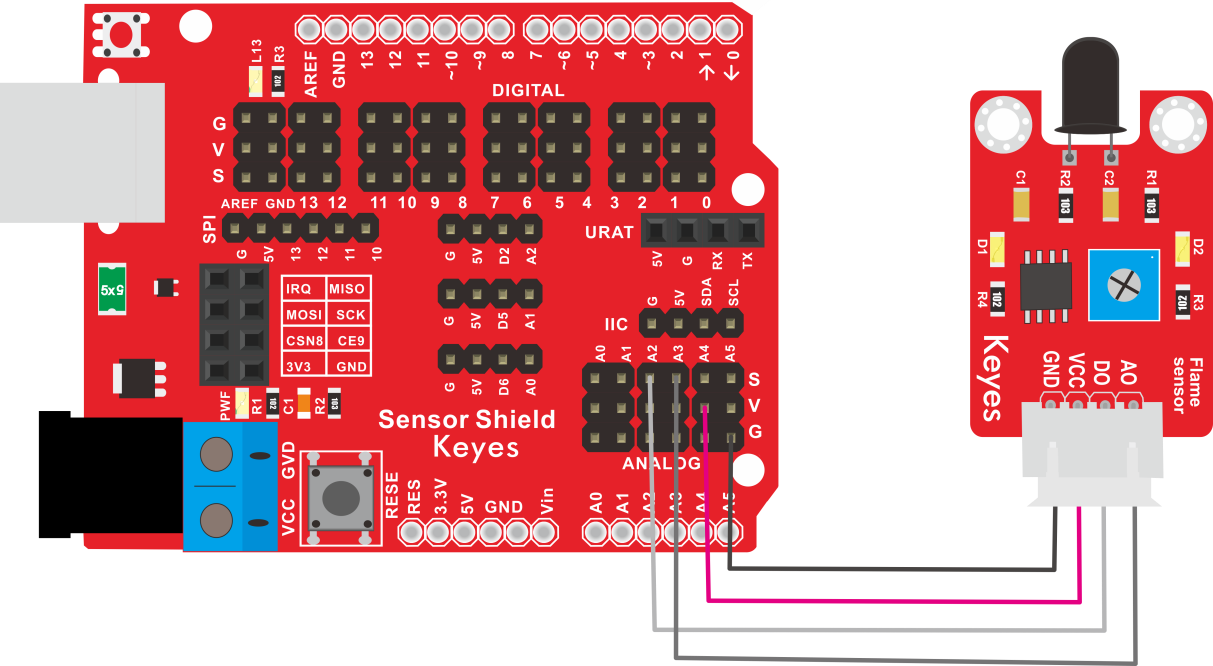 L13
R3
102
AREF
GND
13
12
11
~10
~9
8
7
~6
~5
4
~3
2
→1
←0
DIGITAL
G
V
S
AREF GND 13 12 11 10 9 8 7 6 5 4 3 2 1 0
SPI
G 5V 13 12 11 10
G 5V D2 A2
URAT
5V G RX TX
5x5
IRQ MISO
MOSI SCK
CSN8 CE9
3V3 GND
G 5V D5 A1
G 5V SDA SCL
IIC
G 5V D6 A0
A0 A1 A2 A3 A4 A5
S
V
G
PWF
R1
102
C1
R2
103
Sensor Shield
Keyes
ANALOG
GVD
VCC
RESE
RES
3.3V
5V
GND
Vin
A0 A1 A2 A3 A4 A5
C1
R2
103
C2
R1
103
D1
D2
R4
102
R3
102
Keyes
GND
VCC
DO
AO
Flame
sensor